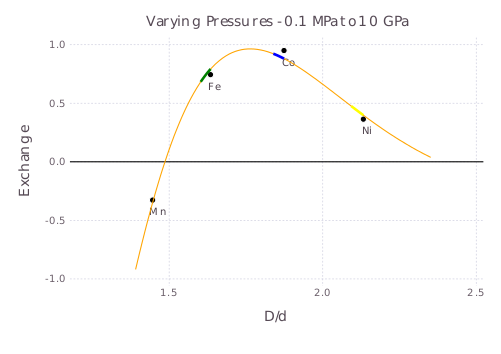 Varying Pressures - 0.1 MPa to 10 GPa
1.0
Co
Fe
0.5
Ni
Exchange
0.0
Mn
-0.5
-1.0
1.5
2.0
2.5
D/d